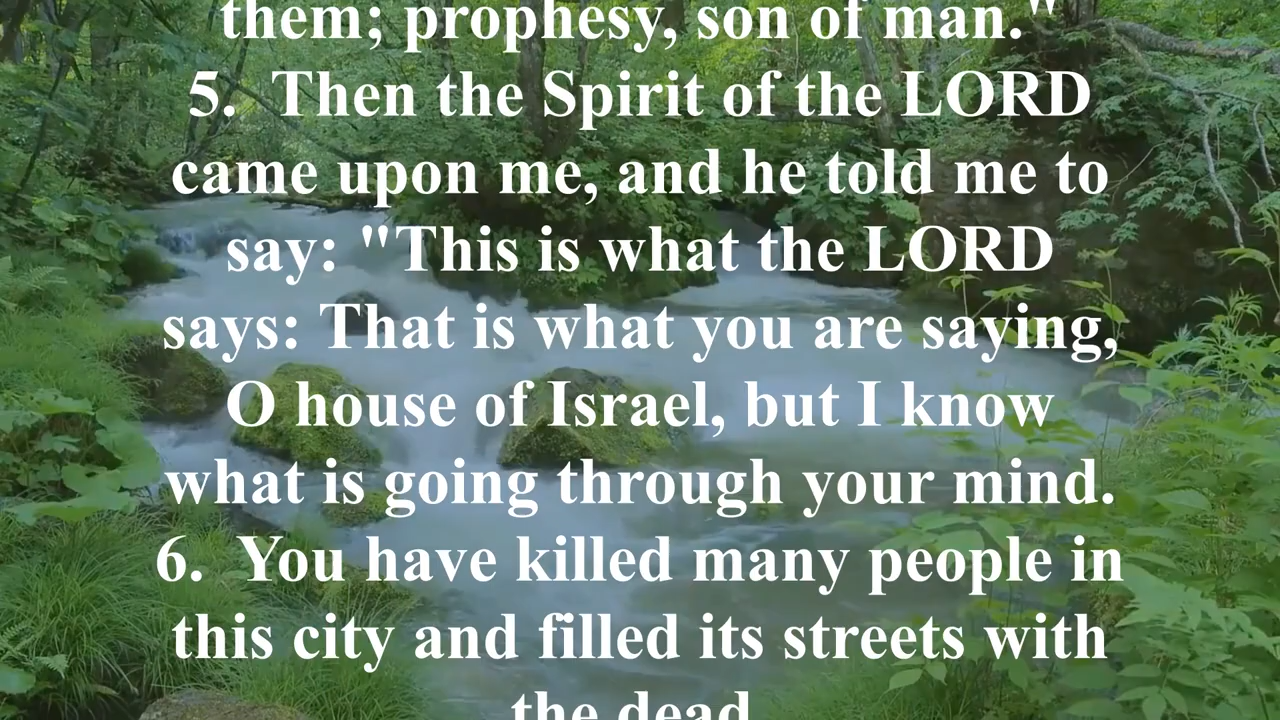 them; prophesy, son of man."
5.  Then the Spirit of the LORD
came upon me, and he told me to
say: "This is what the LORD
says: That is what you are saying,
O house of Israel, but I know
what is going through your mind.
6.  You have killed many people in
this city and filled its streets with
the dead.